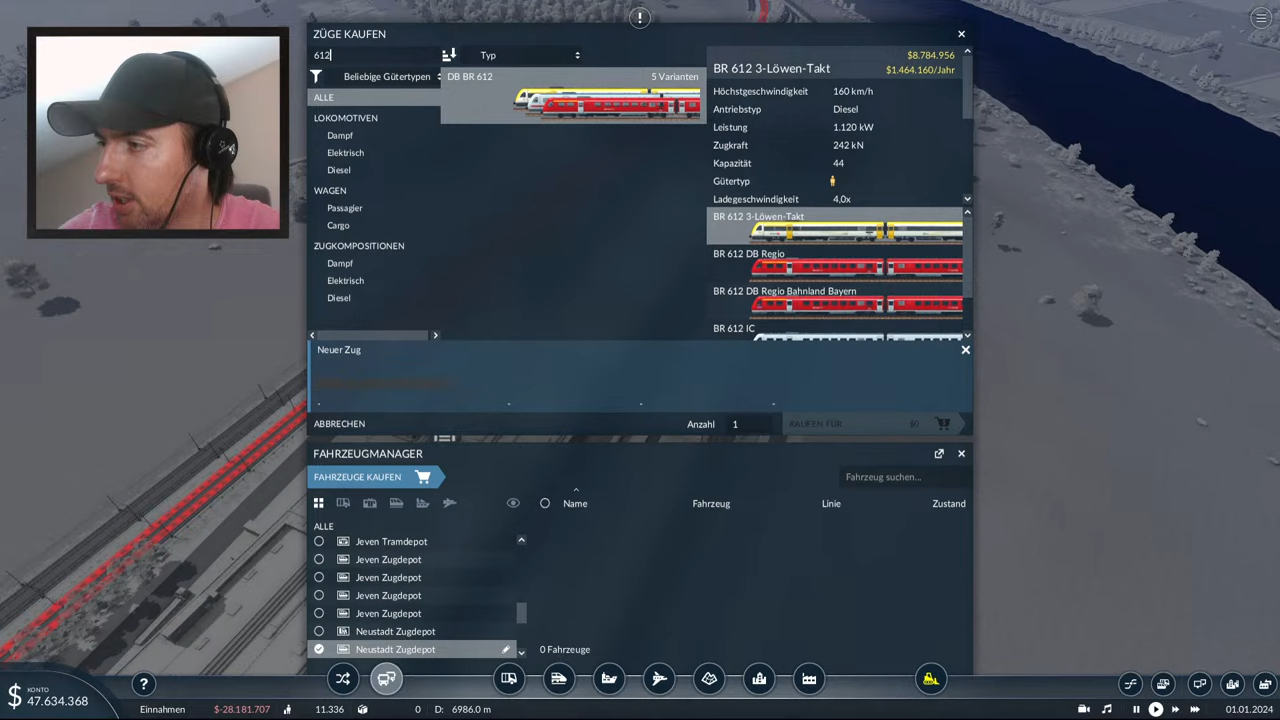 ZÜGE KAUFEN
612
Typ
Beliebige Gütertypen
ALLE
LOKOMOTIVEN
Dampf
Elektrisch
Diesel
WAGEN
Passagier
Cargo
ZUGKOMPOSITIONEN
Dampf
Elektrisch
Diesel
DB BR 612
5 Varianten
$8.784.956
BR 612 3-Löwen-Takt
$1.464.160/Jahr
Höchstgeschwindigkeit 160 km/h
Antriebstyp Diesel
Leistung 1.120 kW
Zugkraft 242 kN
Kapazität 44
Gütertyp
Ladegeschwindigkeit 4,0x
BR 612 3-Löwen-Takt
BR 612 DB Regio
BR 612 DB Regio Bahnland Bayern
BR 612 IC
Neuer Zug
- - - -
ABBRECHEN
Anzahl 1
KAUFEN FÜR $0
FAHRZEUGMANAGER
FAHRZEUGE KAUFEN
Fahrzeug suchen...
Name Fahrzeug Linie Zustand
ALLE
Jeven Tramdepot
Jeven Zugdepot
Jeven Zugdepot
Jeven Zugdepot
Jeven Zugdepot
Neustadt Zugdepot
Neustadt Zugdepot
0 Fahrzeuge
KONTO
$ 47.634.368
?
Einnahmen $-28.181.707 11.336 0 D: 6986.0 m
01.01.2024